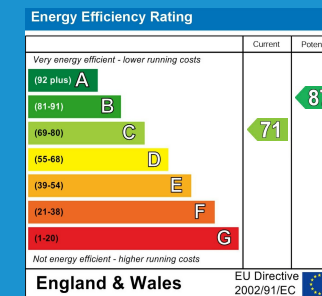 Energy Efficiency Rating
Current
Very energy efficient - lower running costs
(92 plus) A
(81-91) B
(69-80) C
71
(55-68) D
(39-54) E
(21-38) F
(1-20) G
Not energy efficient - higher running costs
England & Wales
EU Directive
2002/91/EC